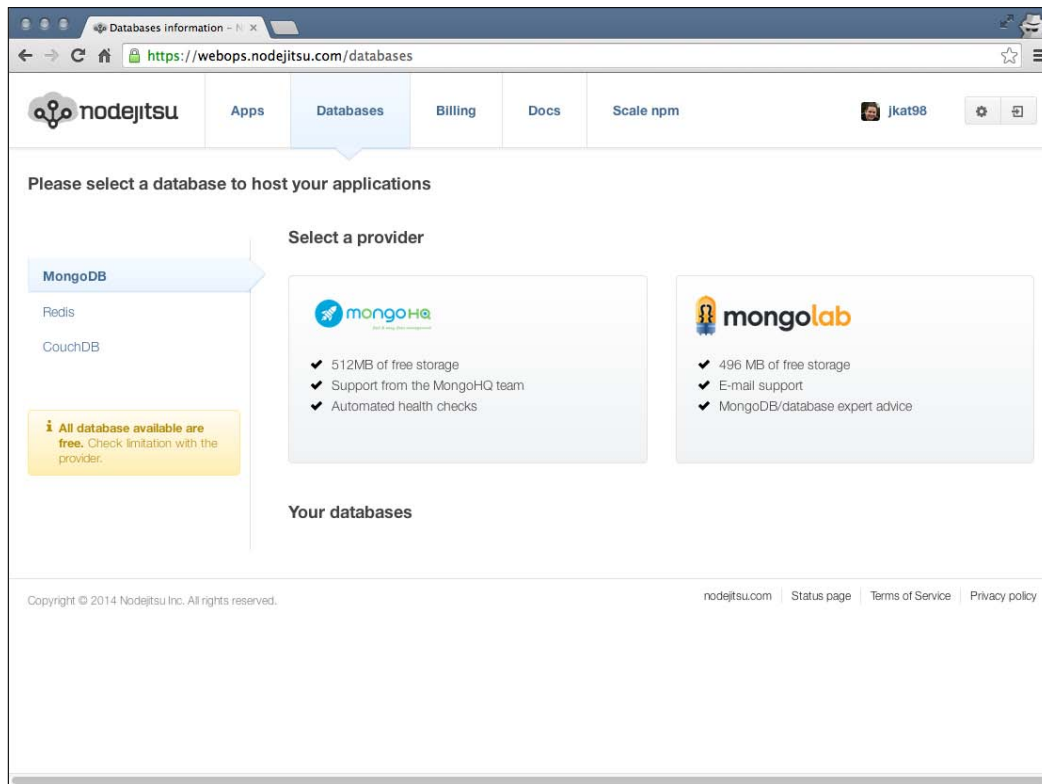 Databases information - N
https://webops.nodejitsu.com/databases
nodejitsu
Apps
Databases
Billing
Docs
Scale npm
jkat98
Please select a database to host your applications
MongoDB
Redis
CouchDB
i All database available are
free. Check limitation with the
provider.
Select a provider
mongoHQ
512MB of free storage
Support from the MongoHQ team
Automated health checks
mongolab
496 MB of free storage
E-mail support
MongoDB/database expert advice
Your databases
Copyright © 2014 Nodejitsu Inc. All rights reserved.
nodejitsu.com
Status page
Terms of Service
Privacy policy